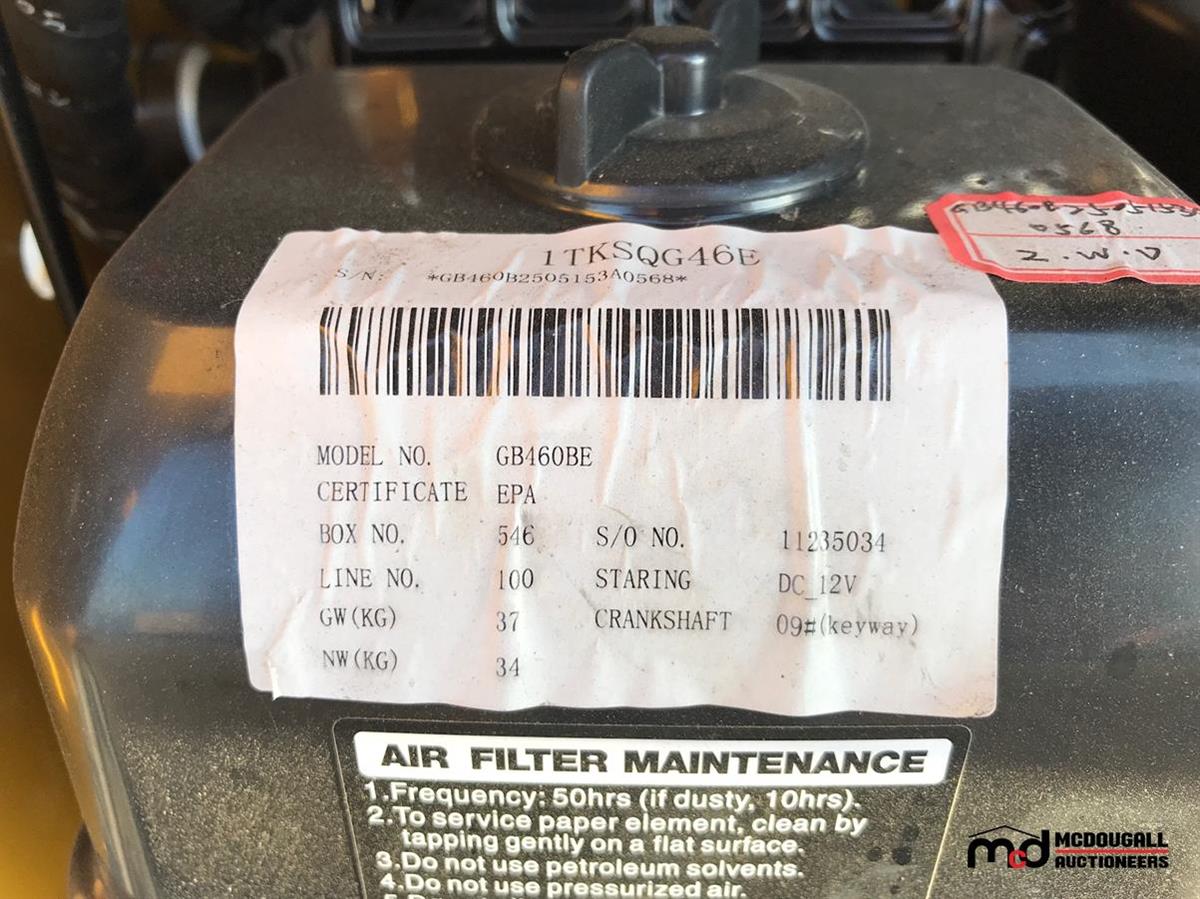 1TKSQG46E
S/N: *GB460B2505153A0568*
0568
Z.W.D
MODEL NO. GB460BE
CERTIFICATE EPA
BOX NO. 546 S/O NO. 11235034
LINE NO. 100 STARING DC_12V
GW(KG) 37 CRANKSHAFT 09#(keyway)
NW(KG) 34
AIR FILTER MAINTENANCE
1.Frequency: 50hrs (if dusty, 10hrs).
2.To service paper element, clean by
tapping gently on a flat surface.
3.Do not use petroleum solvents.
4.Do not use pressurized air.
mcd MCDOUGALL
AUCTIONEERS